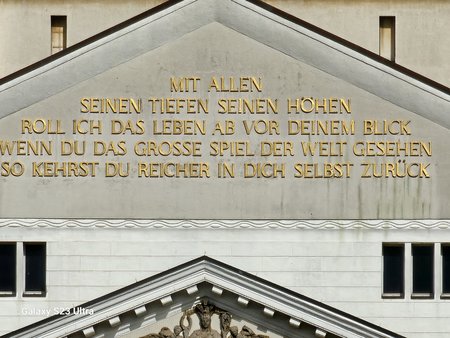 MIT ALLEN
SEINEN TIEFEN SEINEN HÖHEN
ROLL ICH DAS LEBEN AB VOR DEINEM BLICK
WENN DU DAS GROSSE SPIEL DER WELT GESEHEN
SO KEHRST DU REICHER IN DICH SELBST ZURÜCK
Galaxy S23 Ultra